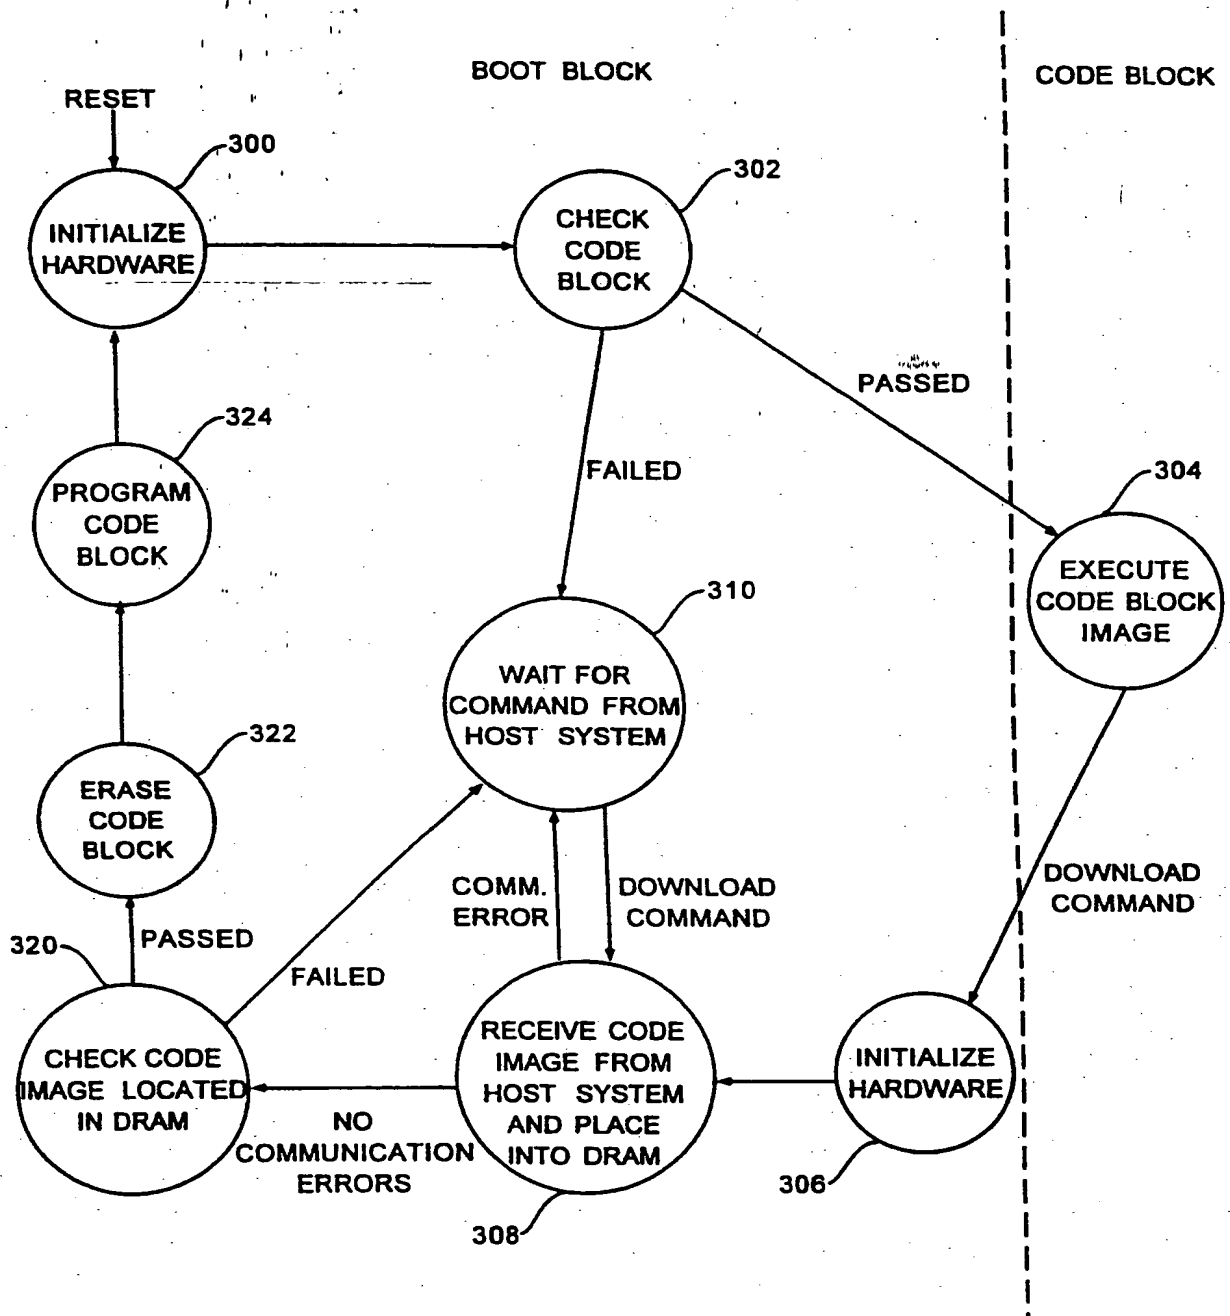 BOOT BLOCK
CODE BLOCK
RESET
300
INITIALIZE
HARDWARE
302
CHECK
CODE
BLOCK
PASSED
FAILED
324
PROGRAM
CODE
BLOCK
304
EXECUTE
CODE BLOCK
IMAGE
310
WAIT FOR
COMMAND FROM
HOST SYSTEM
322
ERASE
CODE
BLOCK
COMM.
ERROR
DOWNLOAD
COMMAND
DOWNLOAD
COMMAND
320
PASSED
FAILED
CHECK CODE
IMAGE LOCATED
IN DRAM
RECEIVE CODE
IMAGE FROM
HOST SYSTEM
AND PLACE
INTO DRAM
INITIALIZE
HARDWARE
NO
COMMUNICATION
ERRORS
306
308